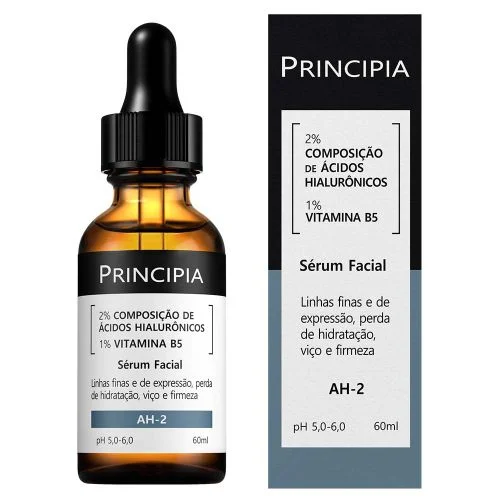 PRINCIPIA
2% COMPOSIÇÃO DE
ÁCIDOS HIALURÔNICOS
1% VITAMINA B5
Sérum Facial
Linhas finas e de expressão, perda
de hidratação, viço e firmeza
AH-2
pH 5,0-6,0 60ml
PRINCIPIA
2%
COMPOSIÇÃO
DE ÁCIDOS
HIALURÔNICOS
1%
VITAMINA B5
Sérum Facial
Linhas finas e de
expressão, perda
de hidratação,
viço e firmeza
AH-2
pH 5,0-6,0 60ml